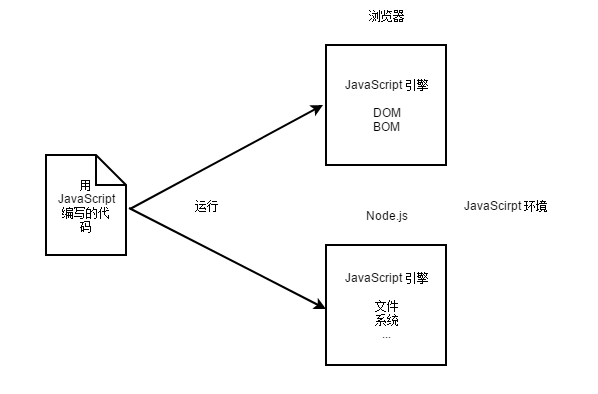 浏览器
JavaScript 引擎
DOM
BOM
用
JavaScript
编写的代
码
运行
JavaScirpt 环境
Node.js
JavaScript 引擎
文件
系统
...